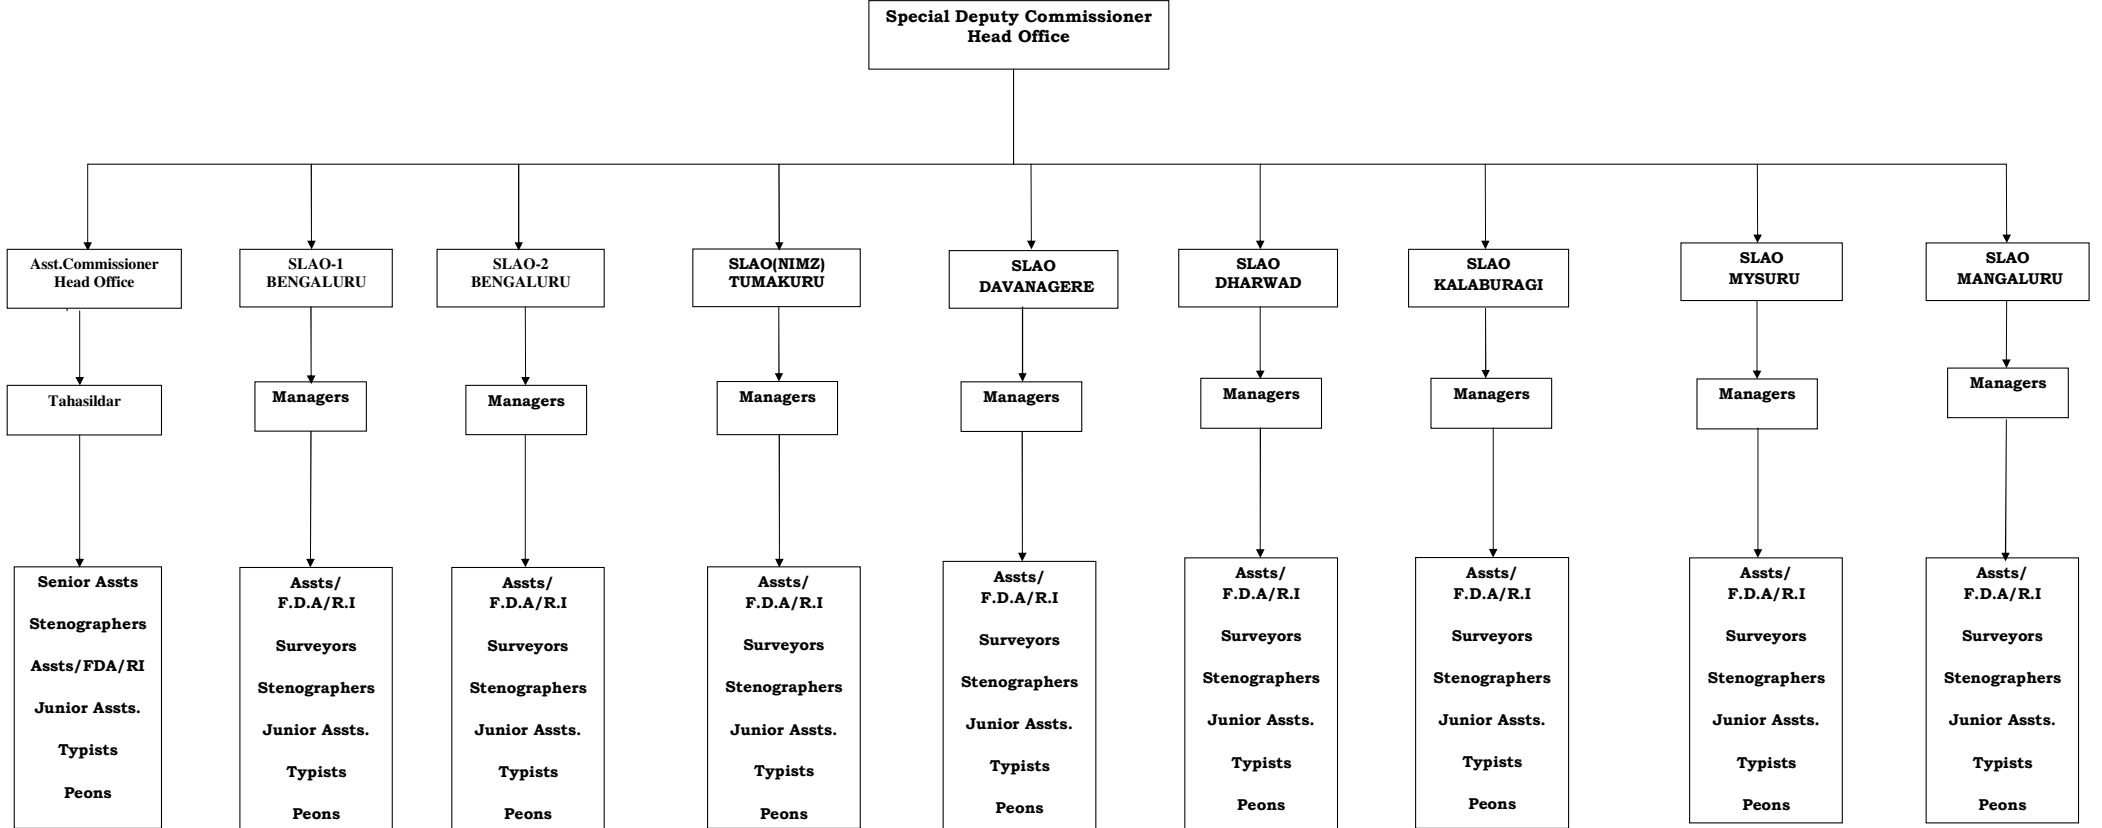 Special Deputy Commissioner
Head Office
Asst.Commissioner
Head Office
SLAO-1
BENGALURU
SLAO-2
BENGALURU
SLAO(NIMZ)
TUMAKURU
SLAO
DAVANAGERE
SLAO
DHARWAD
SLAO
KALABURAGI
SLAO
MYSURU
SLAO
MANGALURU
Tahasildar
Managers
Managers
Managers
Managers
Managers
Managers
Managers
Managers
Senior Assts
Stenographers
Assts/FDA/RI
Junior Assts.
Typists
Peons
Assts/
F.D.A/R.I
Surveyors
Stenographers
Junior Assts.
Typists
Peons
Assts/
F.D.A/R.I
Surveyors
Stenographers
Junior Assts.
Typists
Peons
Assts/
F.D.A/R.I
Surveyors
Stenographers
Junior Assts.
Typists
Peons
Assts/
F.D.A/R.I
Surveyors
Stenographers
Junior Assts.
Typists
Peons
Assts/
F.D.A/R.I
Surveyors
Stenographers
Junior Assts.
Typists
Peons
Assts/
F.D.A/R.I
Surveyors
Stenographers
Junior Assts.
Typists
Peons
Assts/
F.D.A/R.I
Surveyors
Stenographers
Junior Assts.
Typists
Peons
Assts/
F.D.A/R.I
Surveyors
Stenographers
Junior Assts.
Typists
Peons